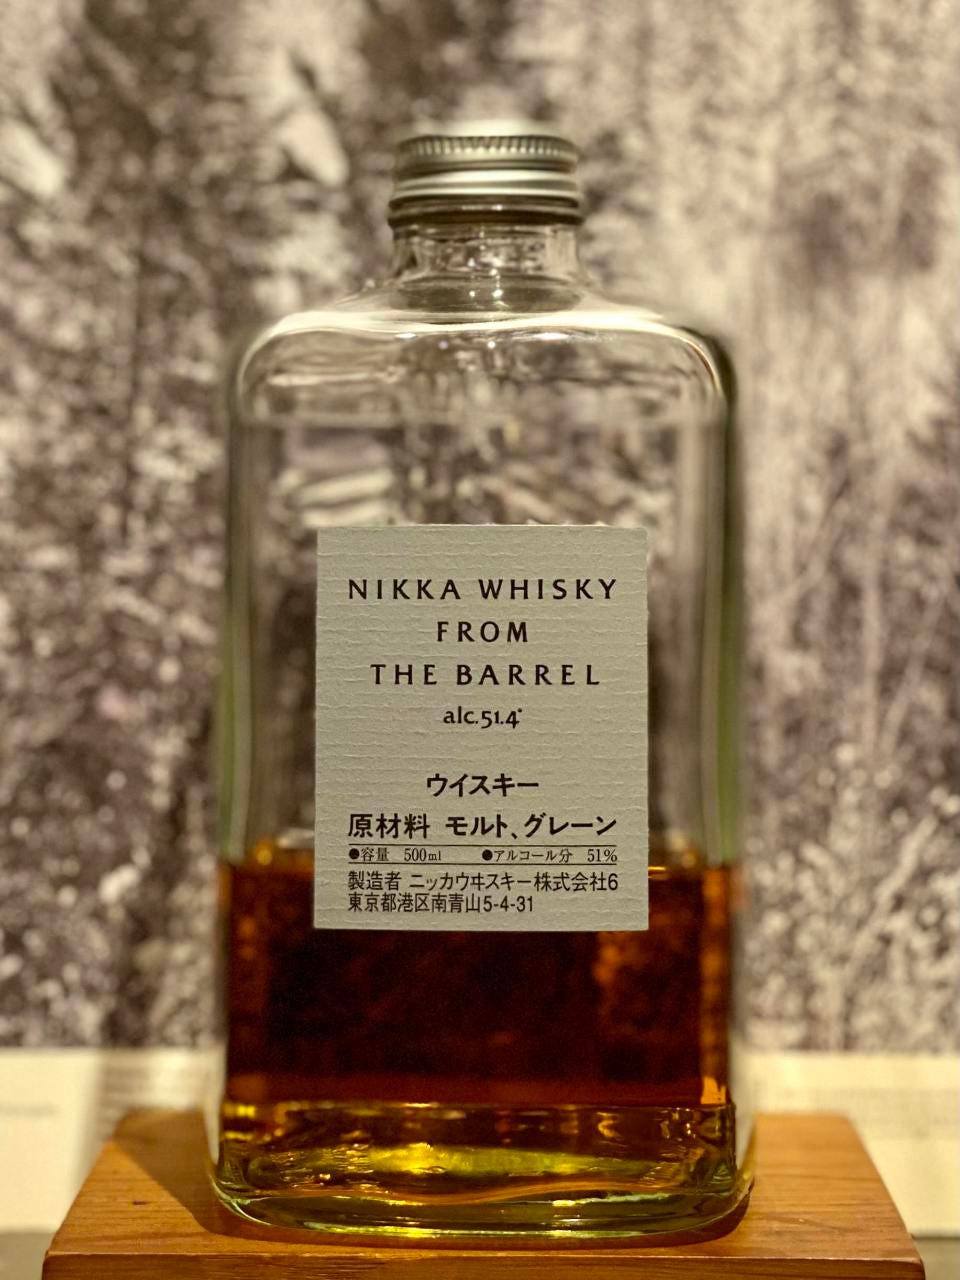 NIKKA WHISKY
FROM
THE BARREL
alc.51.4°
ウイスキー
原材料 モルト、グレーン
●容量 500ml ●アルコール分 51%
製造者 ニッカウヰスキー株式会社6
東京都港区南青山5-4-31